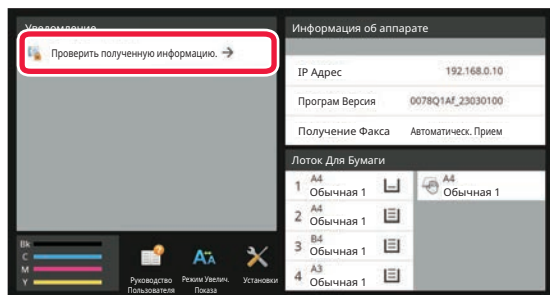 Уведомление
Проверить полученную информацию. →
Информация об аппарате
IP Адрес 192.168.0.10
Програм Версия 0078Q1Af_23030100
Получение Факса Автоматическ. Прием
Лоток Для Бумаги
1 A4 Обычная 1
A4 Обычная 1
2 A4 Обычная 1
3 B4 Обычная 1
4 A3 Обычная 1
Bk
C
M
Y
Руководство Пользователя
Режим Увелич. Показа
Установки